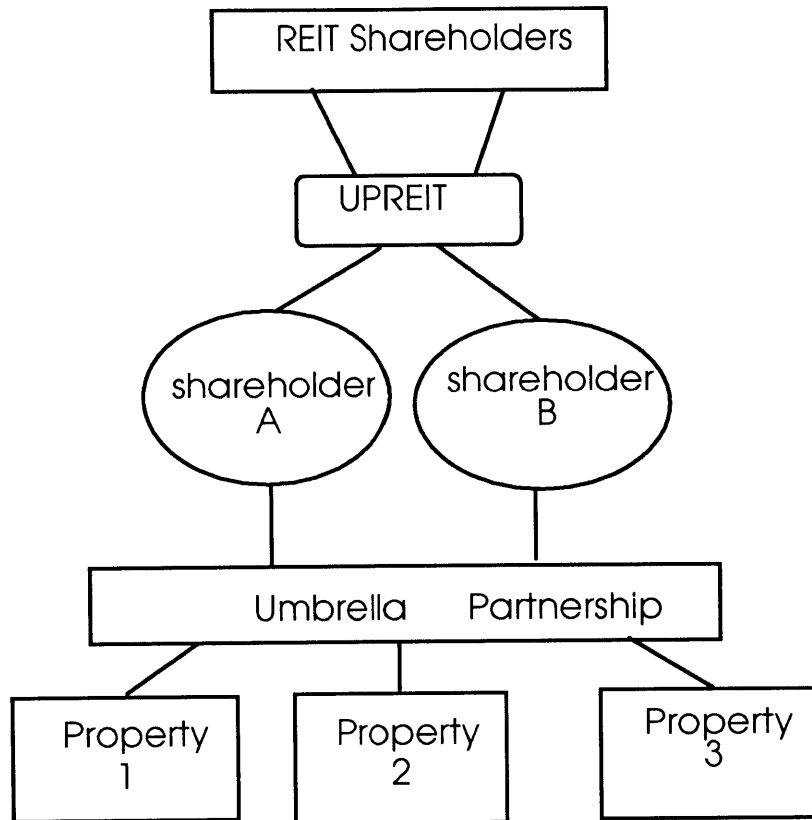 REIT Shareholders
UPREIT
shareholder
A
shareholder
B
Umbrella Partnership
Property
1
Property
2
Property
3